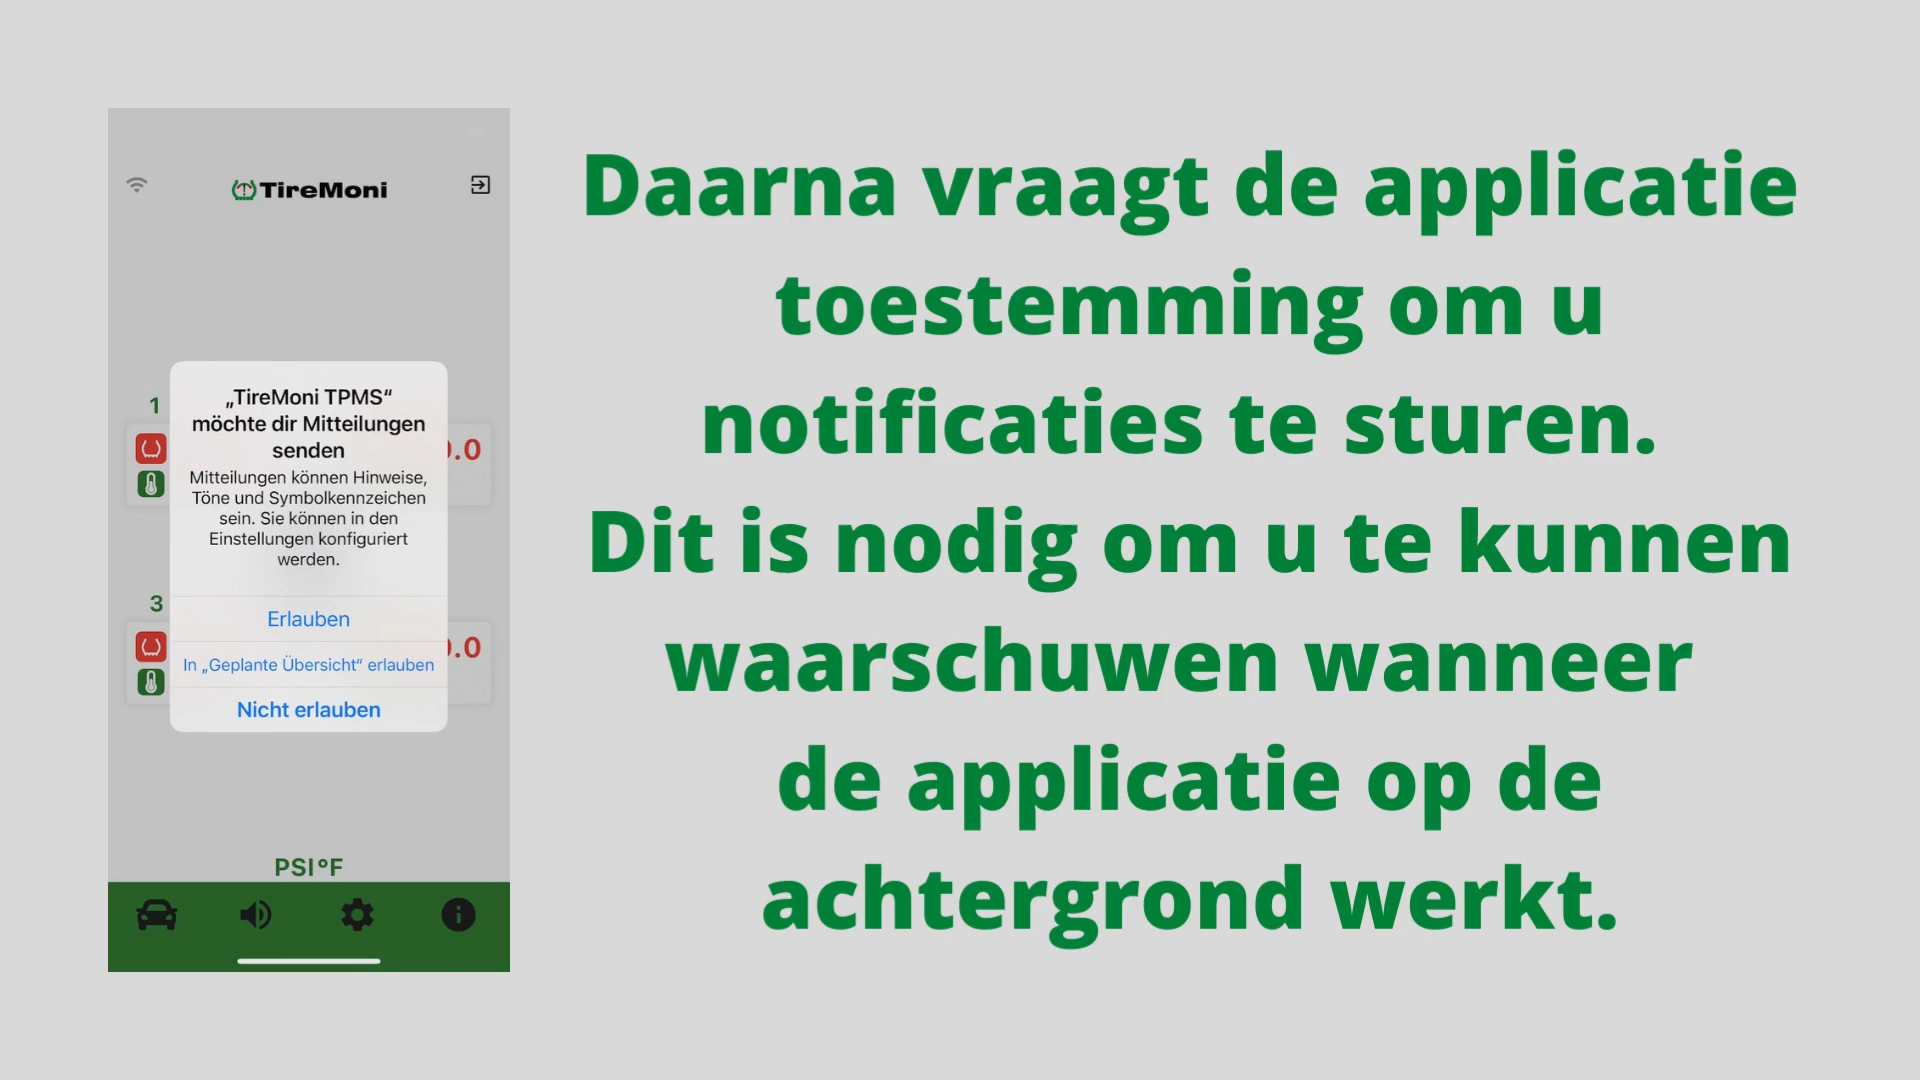 TireMoni
1
„TireMoni TPMS“
möchte dir Mitteilungen
senden
Mitteilungen können Hinweise,
Töne und Symbolkennzeichen
sein. Sie können in den
Einstellungen konfiguriert
werden.
.0
3
Erlauben
.0
In „Geplante Übersicht“ erlauben
Nicht erlauben
PSI°F
Daarna vraagt de applicatie
toestemming om u
notificaties te sturen.
Dit is nodig om u te kunnen
waarschuwen wanneer
de applicatie op de
achtergrond werkt.